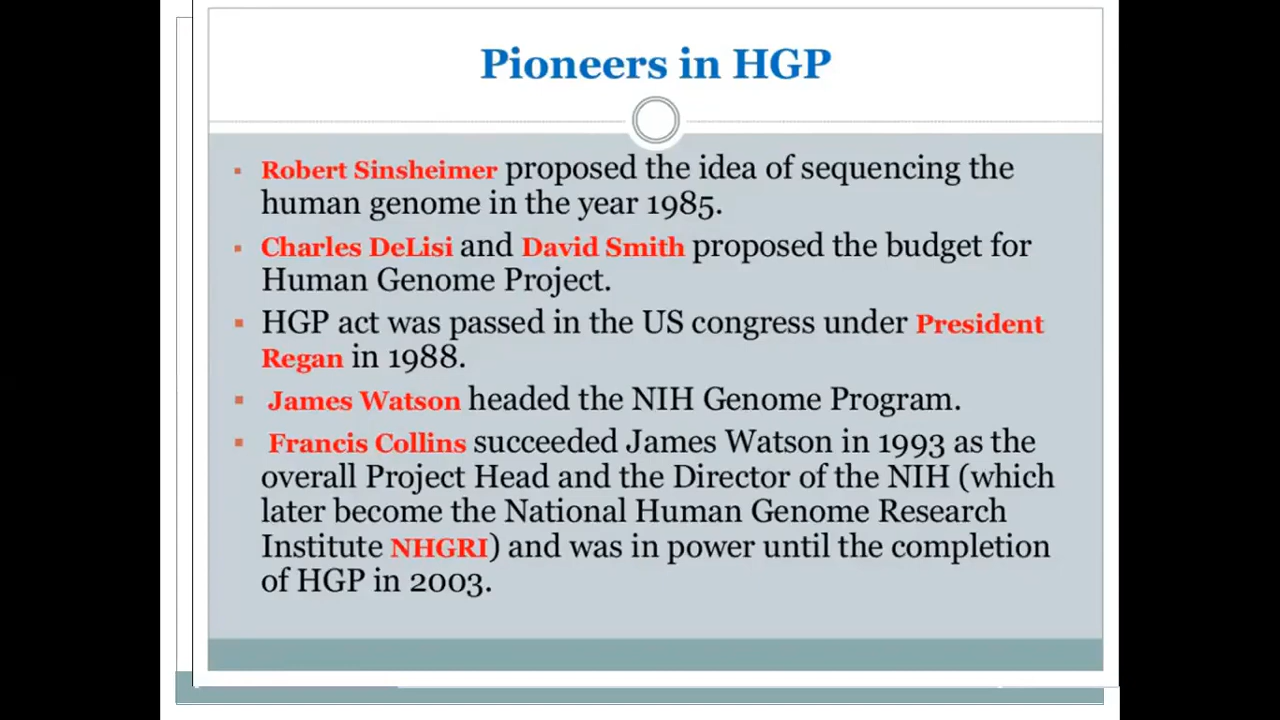 Pioneers in HGP
▪ Robert Sinsheimer proposed the idea of sequencing the
human genome in the year 1985.
▪ Charles DeLisi and David Smith proposed the budget for
Human Genome Project.
▪ HGP act was passed in the US congress under President
Regan in 1988.
▪ James Watson headed the NIH Genome Program.
▪ Francis Collins succeeded James Watson in 1993 as the
overall Project Head and the Director of the NIH (which
later become the National Human Genome Research
Institute NHGRI) and was in power until the completion
of HGP in 2003.